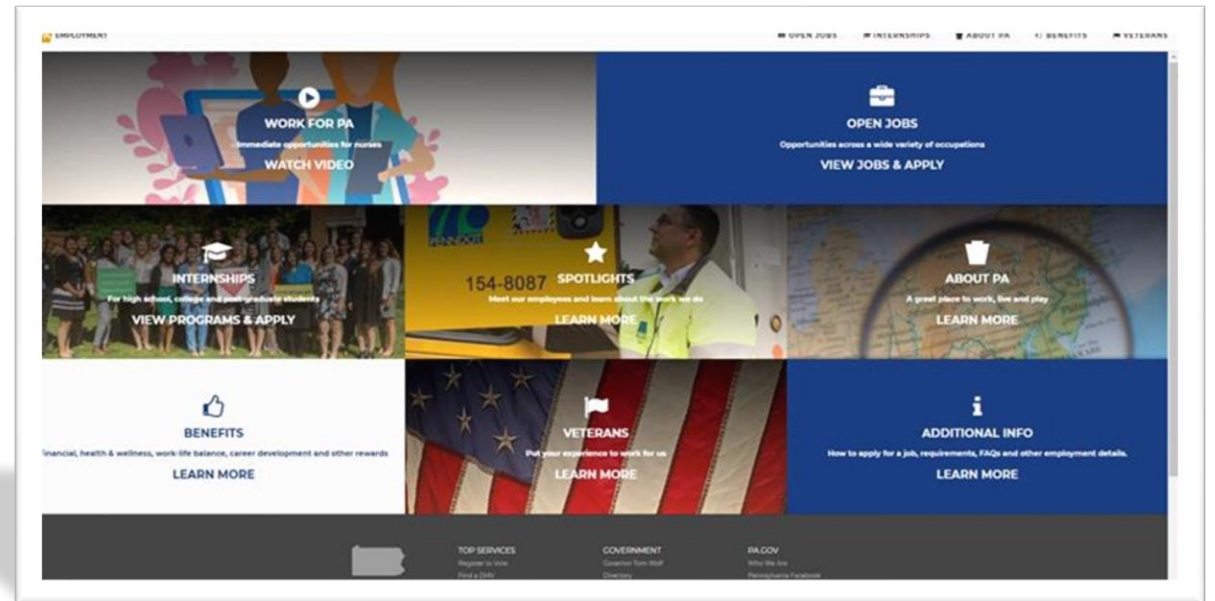 EMPLOYMENT
OPEN JOBS
INTERNSHIPS
ABOUT PA
BENEFITS
VETERANS
WORK FOR PA
Immediate opportunities for nurses
WATCH VIDEO
OPEN JOBS
Opportunities across a wide variety of occupations
VIEW JOBS & APPLY
INTERNSHIPS
For high school, college and post-graduate students
VIEW PROGRAMS & APPLY
PENNDOT
154-8087
SPOTLIGHTS
Meet our employees and learn about the work we do
LEARN MORE
ABOUT PA
A great place to work, live and play
LEARN MORE
BENEFITS
financial, health & wellness, work-life balance, career development and other rewards
LEARN MORE
VETERANS
Put your experience to work for us
LEARN MORE
ADDITIONAL INFO
How to apply for a job, requirements, FAQs and other employment details.
LEARN MORE
TOP SERVICES
Register to Vote
Find a DMV
GOVERNMENT
Governor Tom Wolf
Directory
PA.GOV
Who We Are
Pennsylvania Facebook